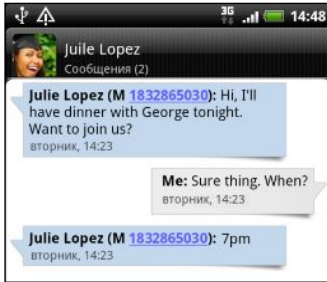 3G 14:48
Juile Lopez
Сообщения (2)
Julie Lopez (M 1832865030): Hi, I'll
have dinner with George tonight.
Want to join us?
вторник, 14:23
Me: Sure thing. When?
вторник, 14:23
Julie Lopez (M 1832865030): 7pm
вторник, 14:23